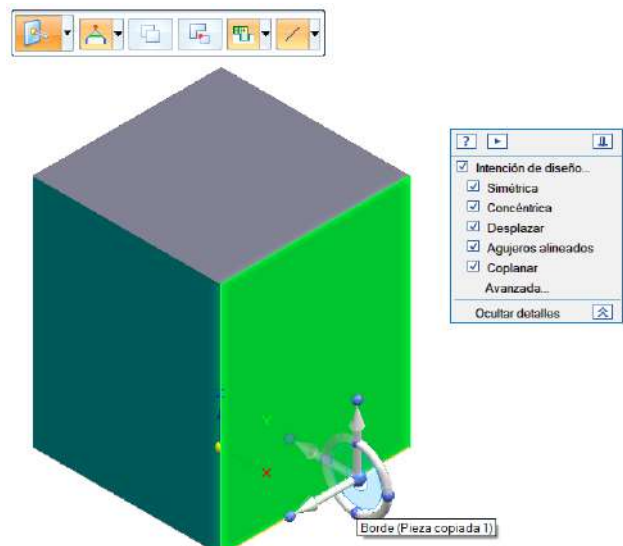 ?
Intención de diseño...
Simétrica
Concéntrica
Desplazar
Agujeros alineados
Coplanar
Avanzada...
Ocultar detalles
Y
X
Borde (Pieza copiada 1)